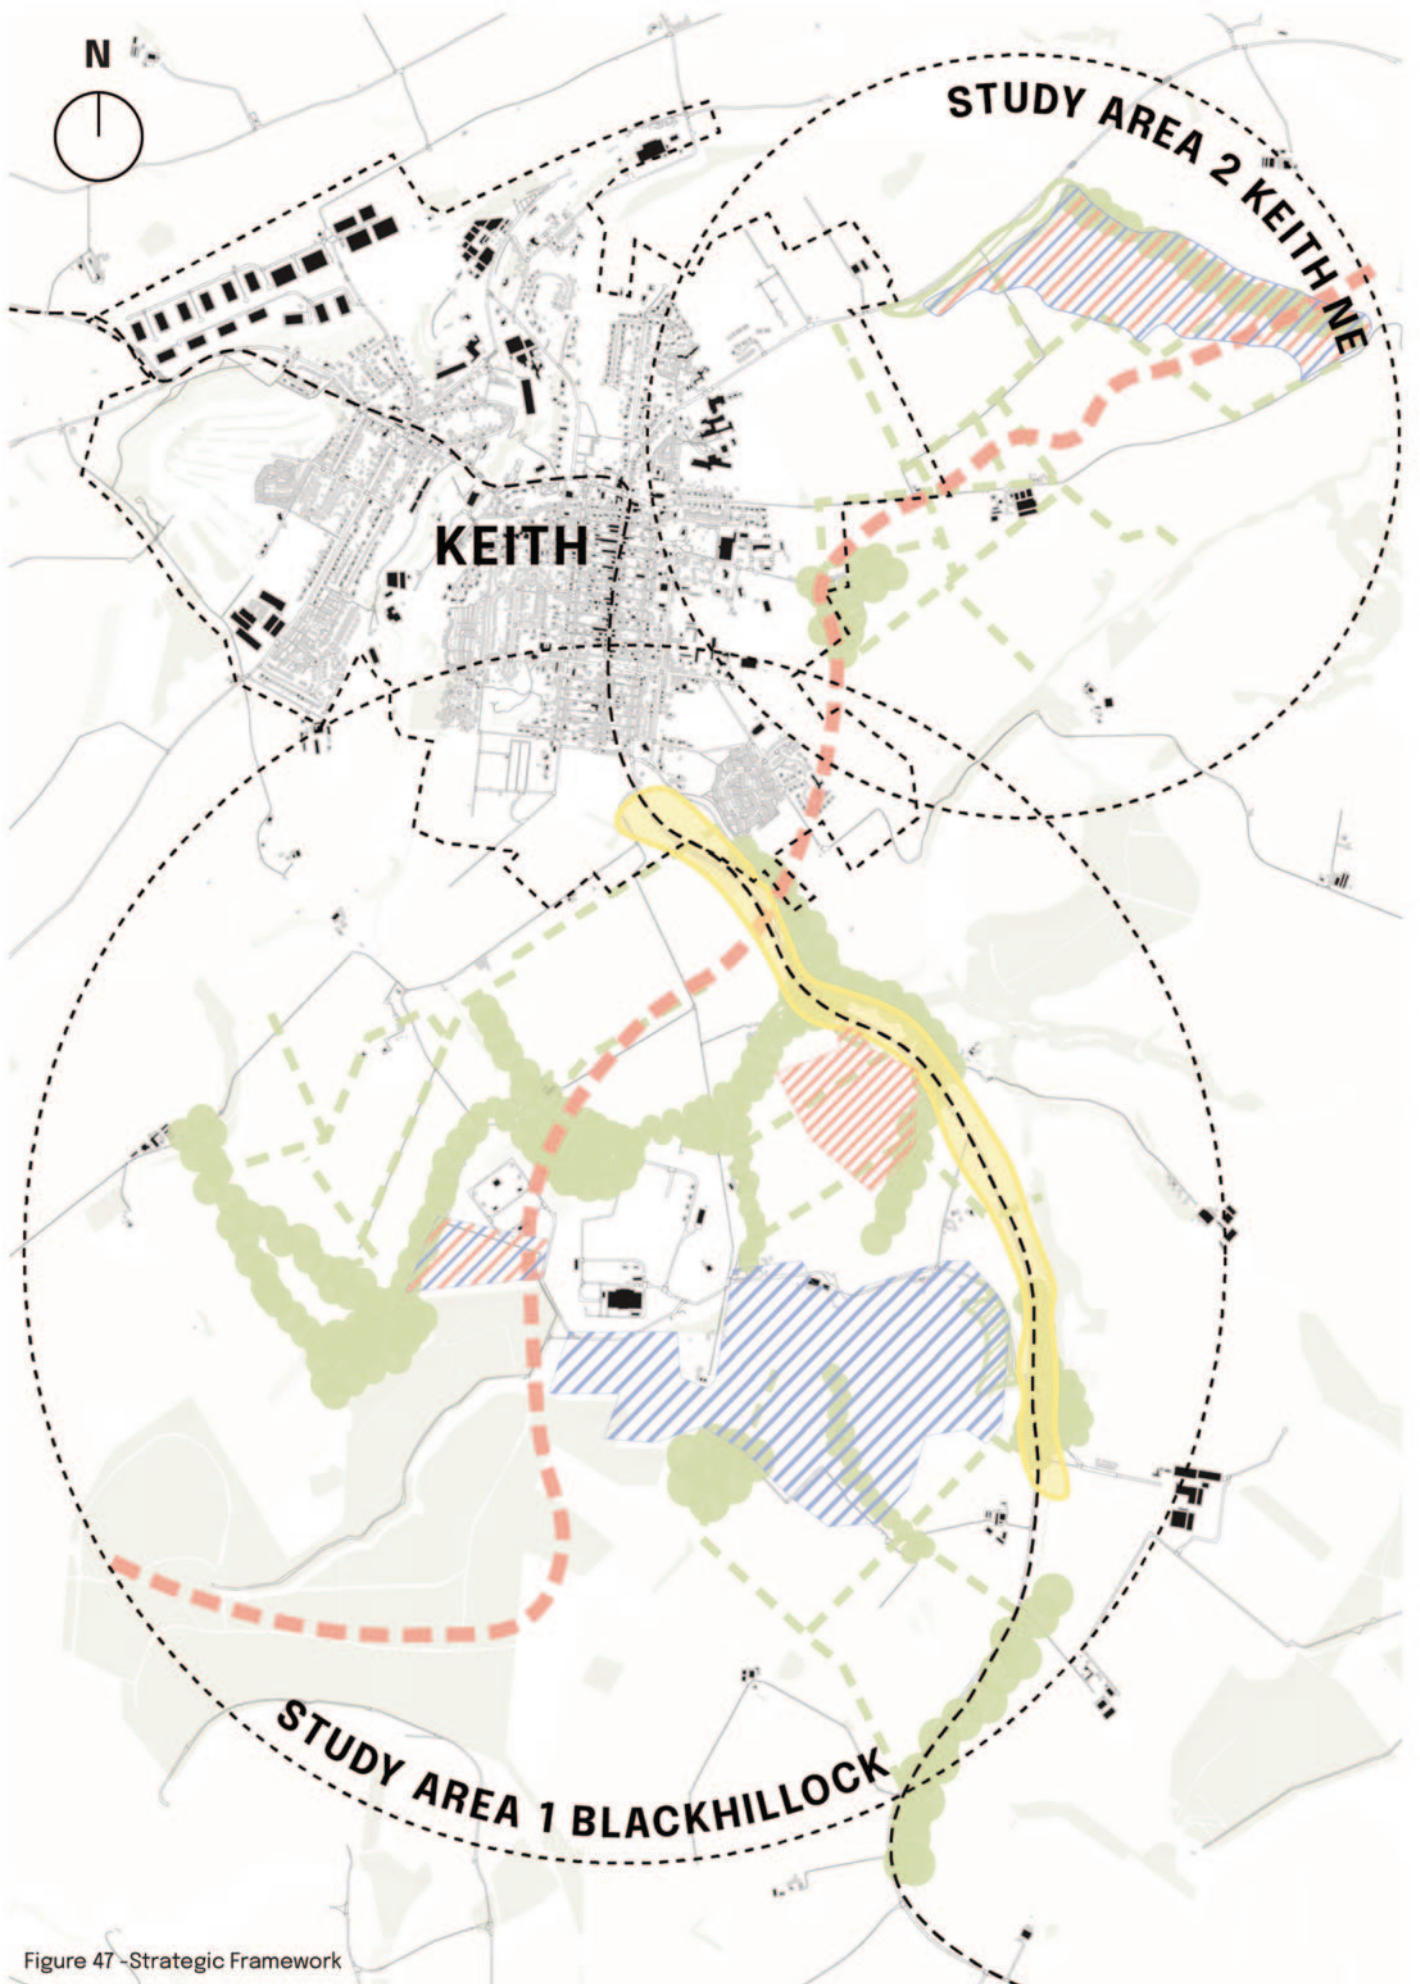 N
STUDY AREA 2 KEITH NE
KEITH
STUDY AREA 1 BLACKHILLOCK
Figure 47 -Strategic Framework